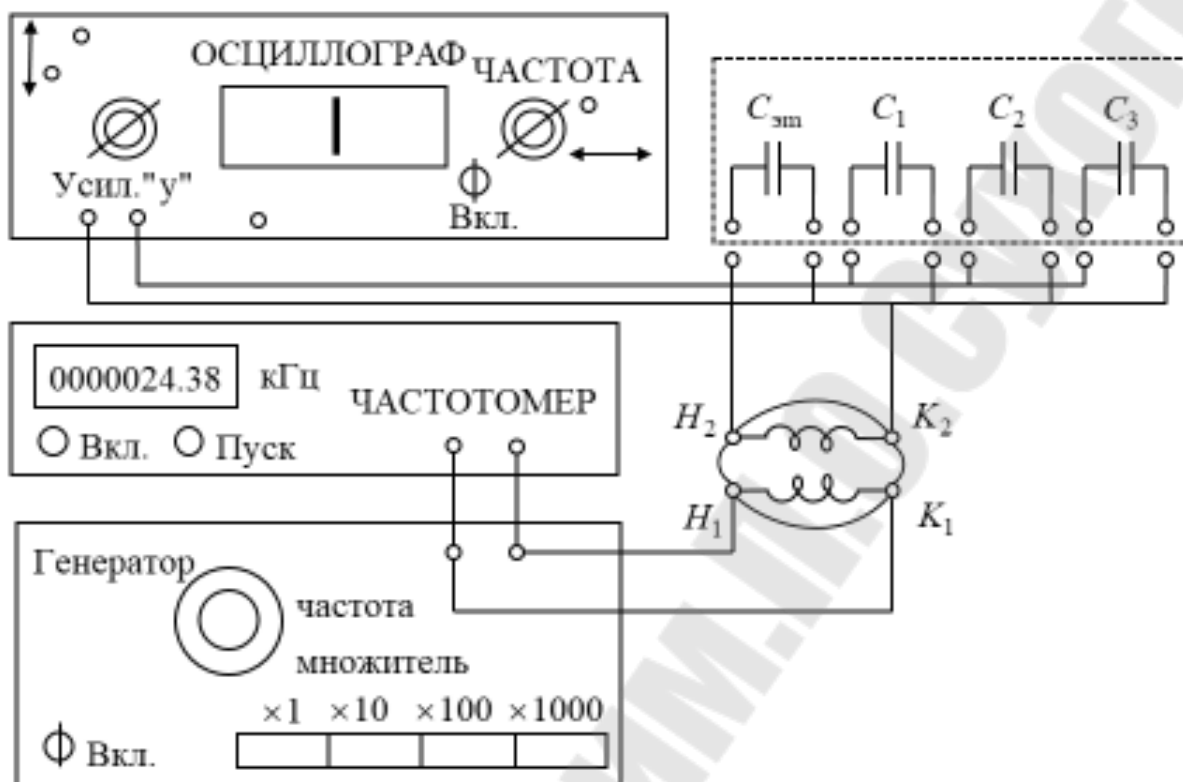 ОСЦИЛЛОГРАФ
ЧАСТОТА
Усил."у"
Вкл.
Cэт C1 C2 C3
0000024.38 кГц
ЧАСТОТОМЕР
Вкл. Пуск
H2 K2
H1 K1
Генератор
частота
множитель
×1 ×10 ×100 ×1000
Вкл.